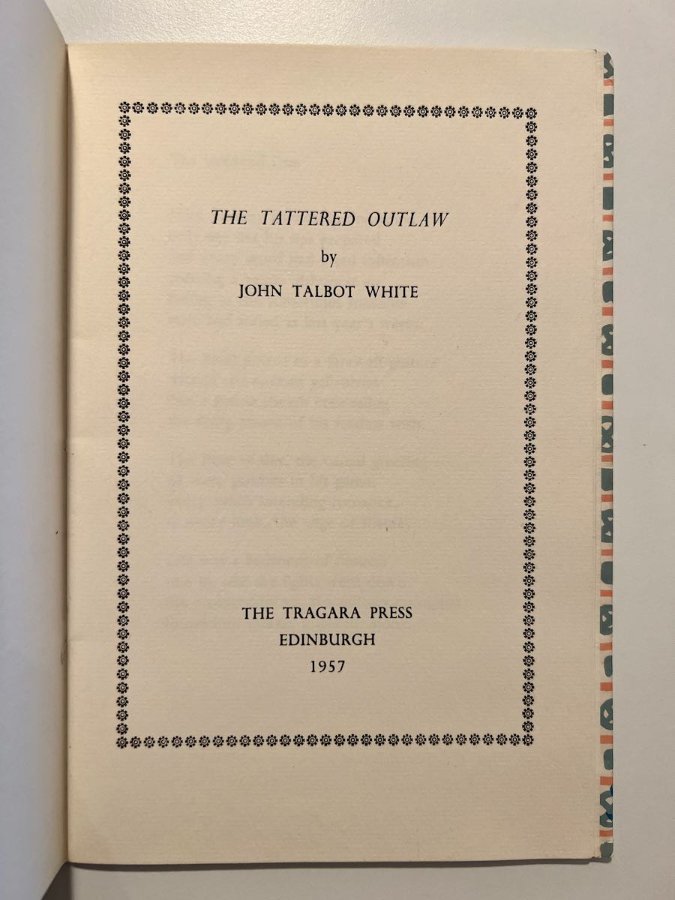 THE TATTERED OUTLAW
by
JOHN TALBOT WHITE
THE TRAGARA PRESS
EDINBURGH
1957